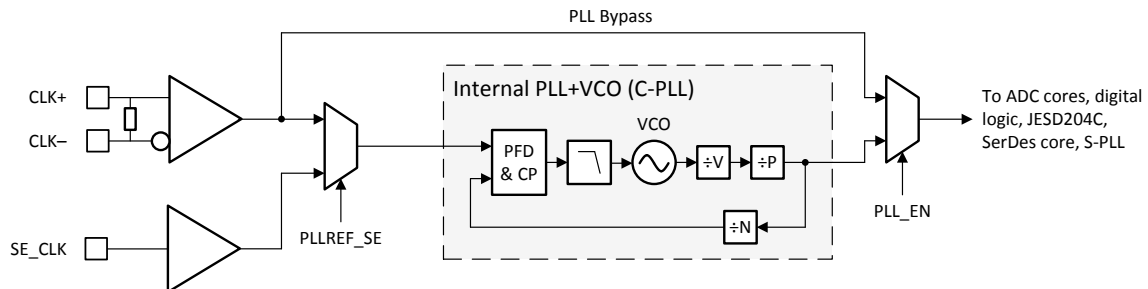 PLL Bypass
CLK+
CLK–
Internal PLL+VCO (C-PLL)
VCO
PFD
& CP
÷V
÷P
÷N
To ADC cores, digital
logic, JESD204C,
SerDes core, S-PLL
PLL_EN
PLLREF_SE
SE_CLK